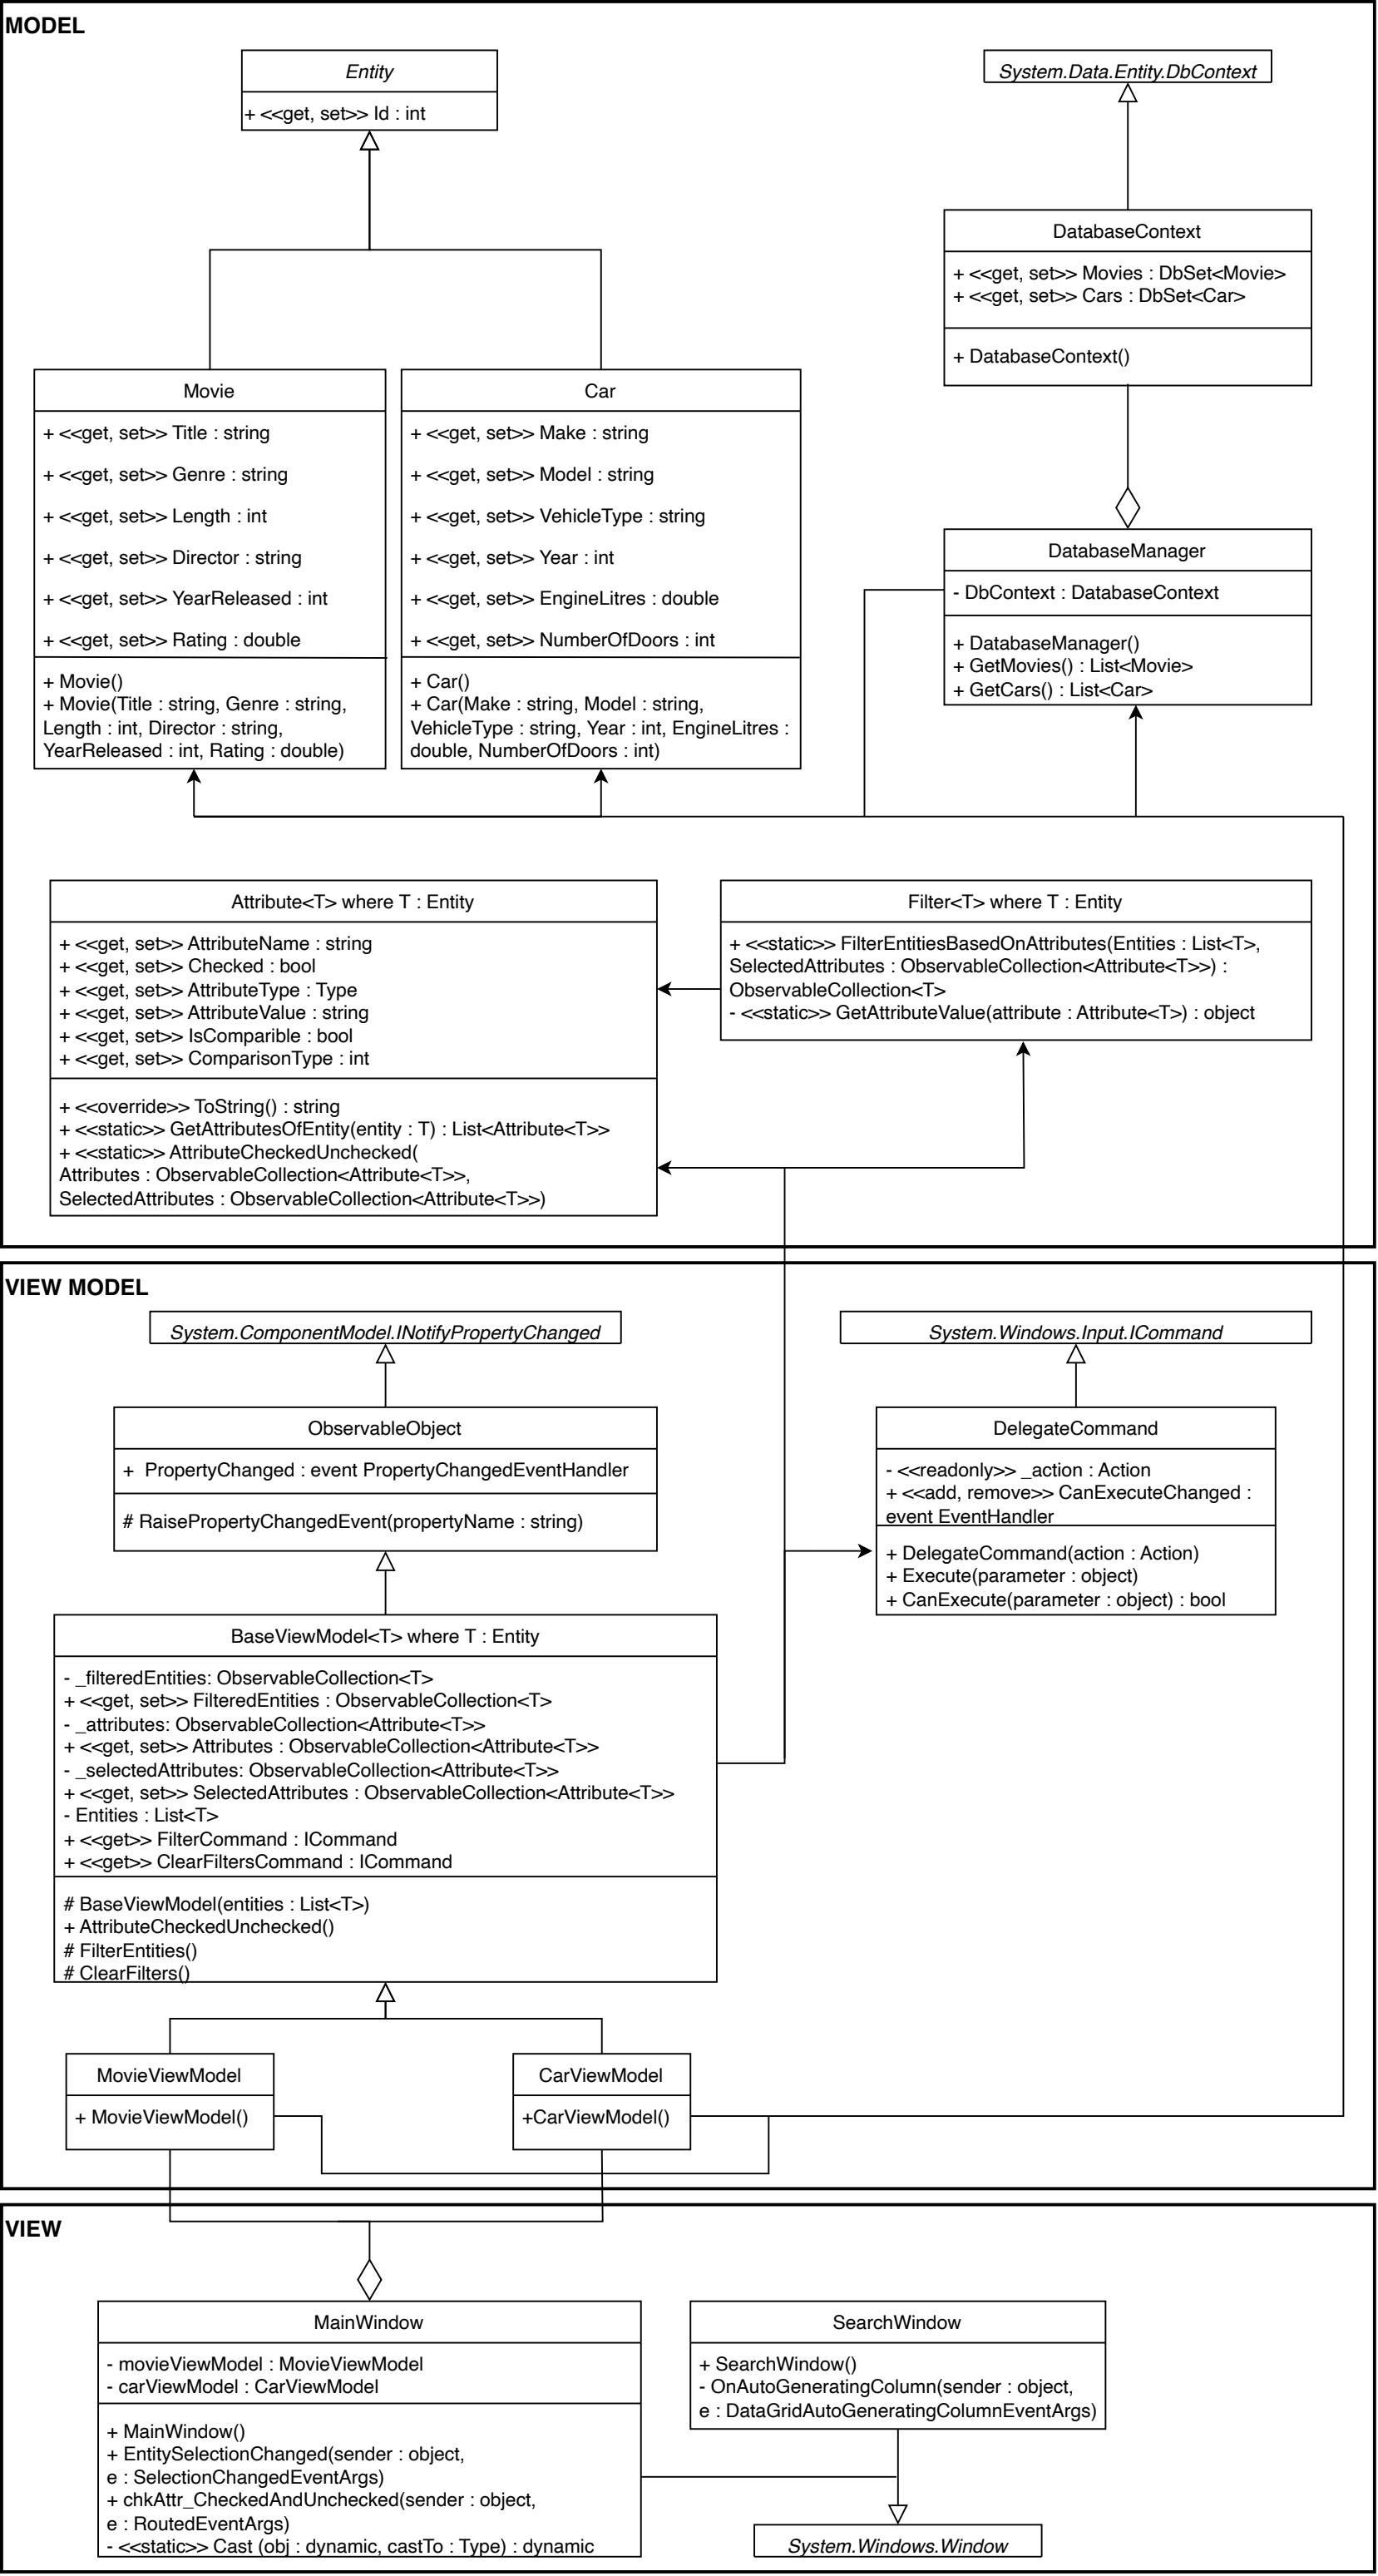 MODEL
Entity
+ <<get, set>> Id : int
System.Data.Entity.DbContext
DatabaseContext
+ <<get, set>> Movies : DbSet<Movie>
+ <<get, set>> Cars : DbSet<Car>
+ DatabaseContext()
Movie
+ <<get, set>> Title : string
+ <<get, set>> Genre : string
+ <<get, set>> Length : int
+ <<get, set>> Director : string
+ <<get, set>> YearReleased : int
+ <<get, set>> Rating : double
+ Movie()
+ Movie(Title : string, Genre : string,
Length : int, Director : string,
YearReleased : int, Rating : double)
Car
+ <<get, set>> Make : string
+ <<get, set>> Model : string
+ <<get, set>> VehicleType : string
+ <<get, set>> Year : int
+ <<get, set>> EngineLitres : double
+ <<get, set>> NumberOfDoors : int
+ Car()
+ Car(Make : string, Model : string,
VehicleType : string, Year : int, EngineLitres :
double, NumberOfDoors : int)
DatabaseManager
- DbContext : DatabaseContext
+ DatabaseManager()
+ GetMovies() : List<Movie>
+ GetCars() : List<Car>
Attribute<T> where T : Entity
+ <<get, set>> AttributeName : string
+ <<get, set>> Checked : bool
+ <<get, set>> AttributeType : Type
+ <<get, set>> AttributeValue : string
+ <<get, set>> IsComparible : bool
+ <<get, set>> ComparisonType : int
+ <<override>> ToString() : string
+ <<static>> GetAttributesOfEntity(entity : T) : List<Attribute<T>>
+ <<static>> AttributeCheckedUnchecked(
Attributes : ObservableCollection<Attribute<T>>,
SelectedAttributes : ObservableCollection<Attribute<T>>)
Filter<T> where T : Entity
+ <<static>> FilterEntitiesBasedOnAttributes(Entities : List<T>,
SelectedAttributes : ObservableCollection<Attribute<T>>) :
ObservableCollection<T>
- <<static>> GetAttributeValue(attribute : Attribute<T>) : object
VIEW MODEL
System.ComponentModel.INotifyPropertyChanged
ObservableObject
+  PropertyChanged : event PropertyChangedEventHandler
# RaisePropertyChangedEvent(propertyName : string)
System.Windows.Input.ICommand
DelegateCommand
- <<readonly>> _action : Action
+ <<add, remove>> CanExecuteChanged :
event EventHandler
+ DelegateCommand(action : Action)
+ Execute(parameter : object)
+ CanExecute(parameter : object) : bool
BaseViewModel<T> where T : Entity
- _filteredEntities: ObservableCollection<T>
+ <<get, set>> FilteredEntities : ObservableCollection<T>
- _attributes: ObservableCollection<Attribute<T>>
+ <<get, set>> Attributes : ObservableCollection<Attribute<T>>
- _selectedAttributes: ObservableCollection<Attribute<T>>
+ <<get, set>> SelectedAttributes : ObservableCollection<Attribute<T>>
- Entities : List<T>
+ <<get>> FilterCommand : ICommand
+ <<get>> ClearFiltersCommand : ICommand
# BaseViewModel(entities : List<T>)
+ AttributeCheckedUnchecked()
# FilterEntities()
# ClearFilters()
MovieViewModel
+ MovieViewModel()
CarViewModel
+CarViewModel()
VIEW
MainWindow
- movieViewModel : MovieViewModel
- carViewModel : CarViewModel
+ MainWindow()
+ EntitySelectionChanged(sender : object,
e : SelectionChangedEventArgs)
+ chkAttr_CheckedAndUnchecked(sender : object,
e : RoutedEventArgs)
- <<static>> Cast (obj : dynamic, castTo : Type) : dynamic
SearchWindow
+ SearchWindow()
- OnAutoGeneratingColumn(sender : object,
e : DataGridAutoGeneratingColumnEventArgs)
System.Windows.Window